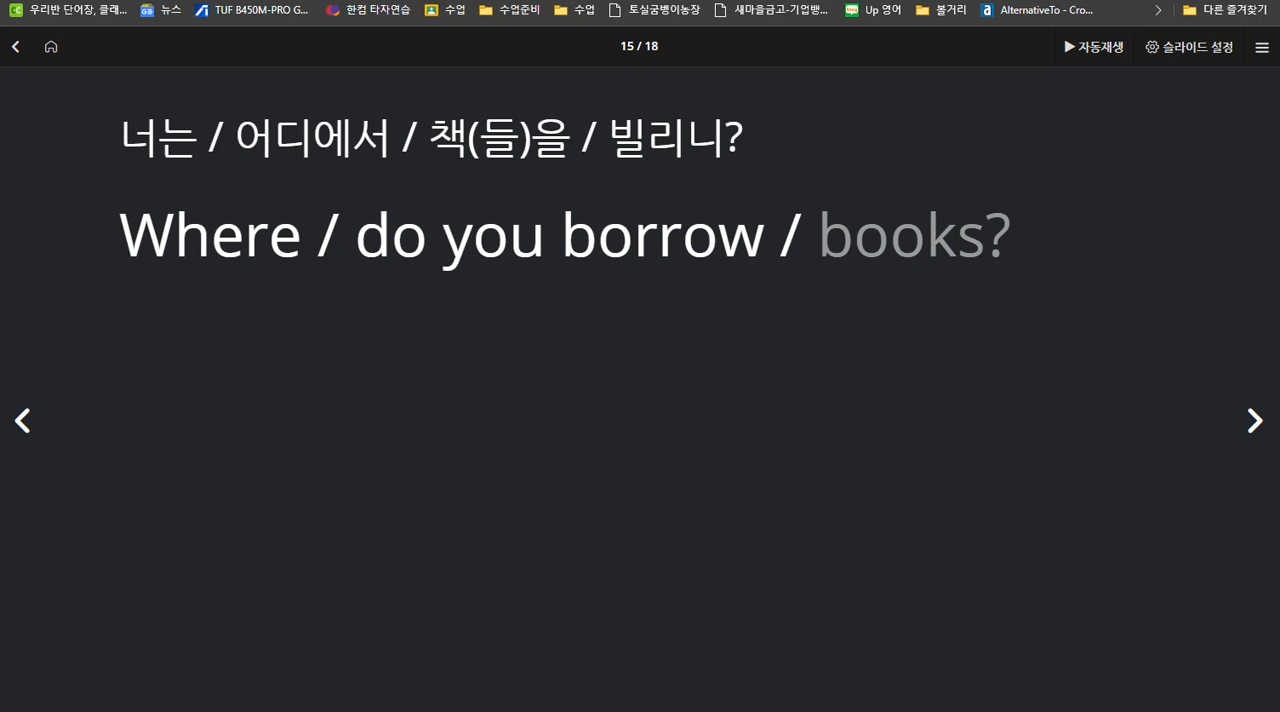 우리반 단어장, 클래... 뉴스 TUF B450M-PRO G... 한컴 타자연습 수업 수업준비 수업 토실굼벵이농장 새마을금고-기업뱅... Up 영어 볼거리 AlternativeTo - Cro... 다른 즐겨찾기
15 / 18 자동재생 슬라이드 설정
너는 / 어디에서 / 책(들)을 / 빌리니?
Where / do you borrow / books?